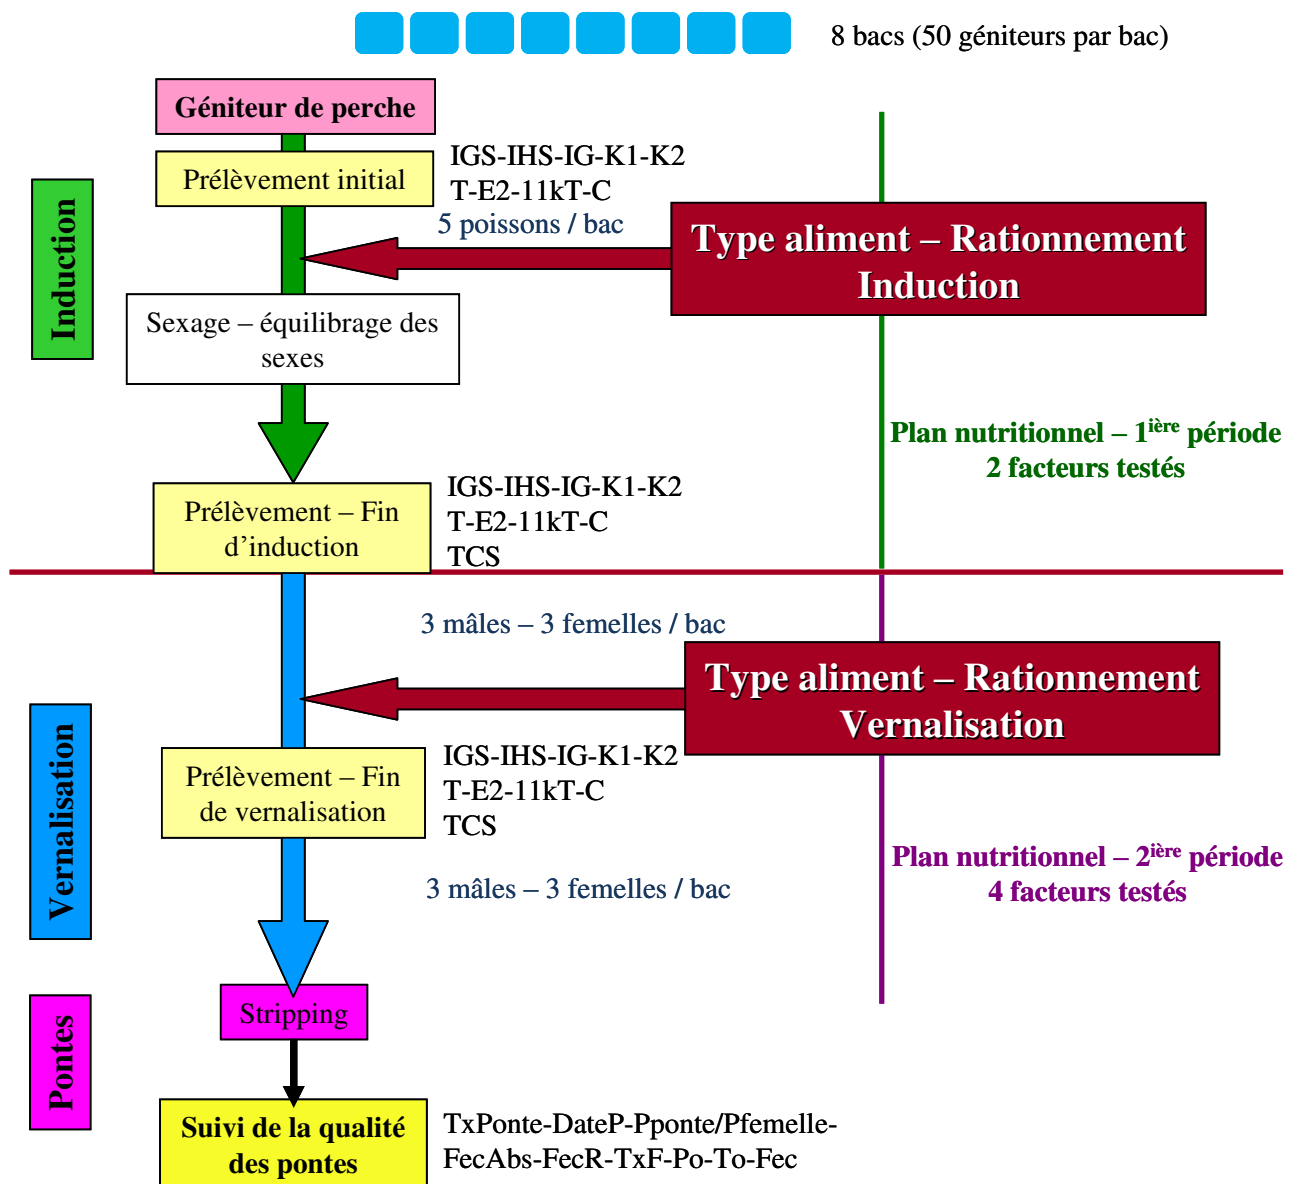 8 bacs (50 géniteurs par bac)
Géniteur de perche
Prélèvement initial
IGS-IHS-IG-K1-K2
T-E2-11kT-C
5 poissons / bac
Type aliment – Rationnement
Induction
Induction
Sexage – équilibrage des
sexes
Plan nutritionnel – 1ière période
2 facteurs testés
Prélèvement – Fin
d’induction
IGS-IHS-IG-K1-K2
T-E2-11kT-C
TCS
3 mâles – 3 femelles / bac
Type aliment – Rationnement
Vernalisation
Vernalisation
Prélèvement – Fin
de vernalisation
IGS-IHS-IG-K1-K2
T-E2-11kT-C
TCS
Plan nutritionnel – 2ière période
4 facteurs testés
3 mâles – 3 femelles / bac
Pontes
Stripping
Suivi de la qualité
des pontes
TxPonte-DateP-Pponte/Pfemelle-
FecAbs-FecR-TxF-Po-To-Fec